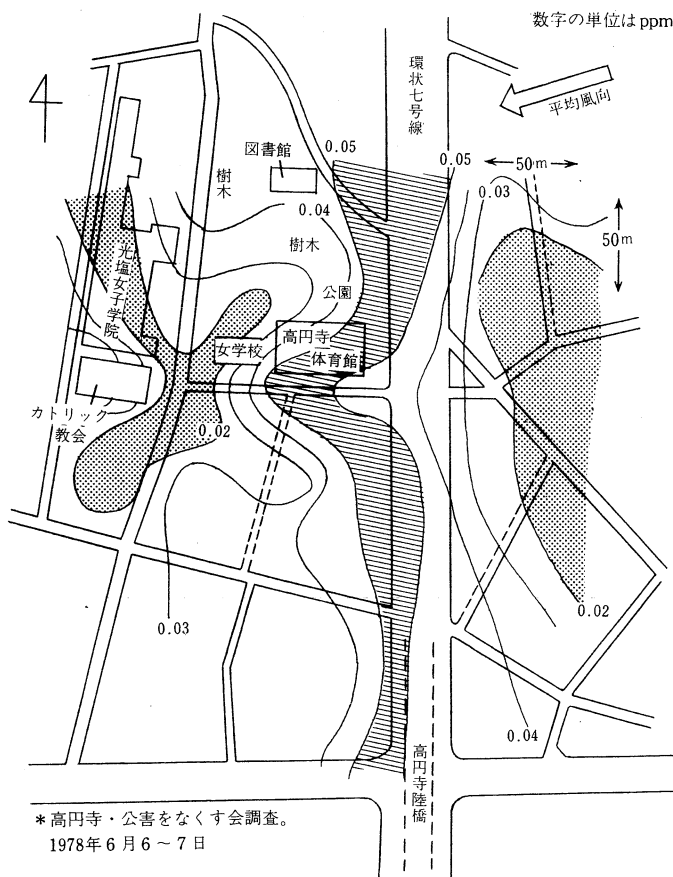 数字の単位はppm
環状七号線
平均風向
図書館
0.05
0.05
50m
樹木
0.03
0.04
樹木
50m
光塩女子学院
公園
女学校
高円寺
体育館
カトリック
教会
0.02
0.02
0.03
0.04
高円寺陸橋
*高円寺・公害をなくす会調査。
1978年6月6～7日